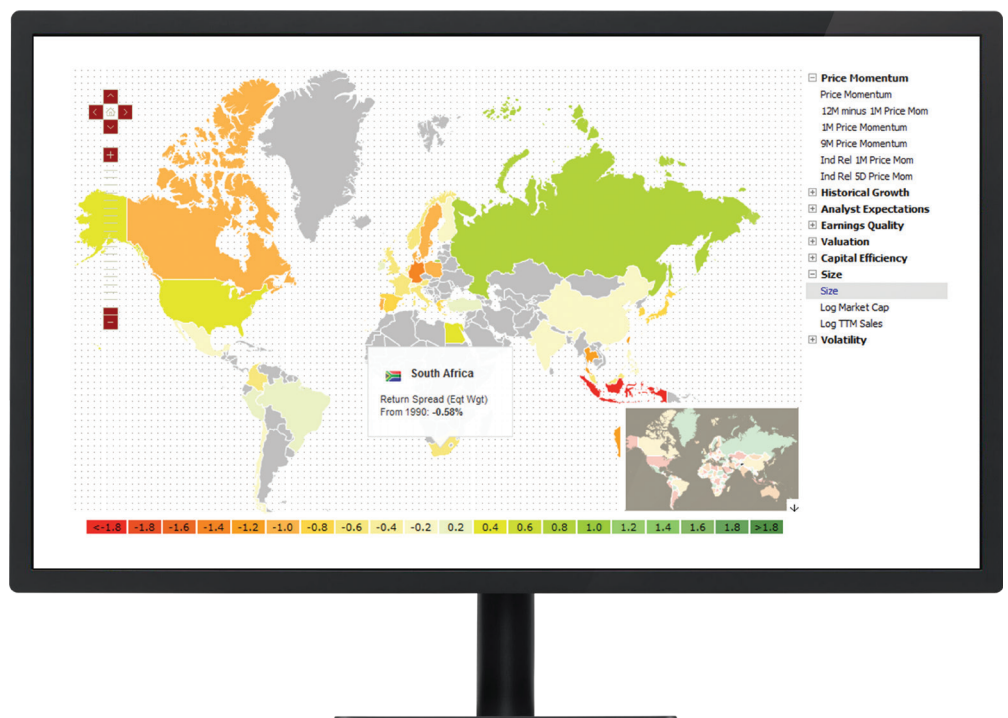 Price Momentum
Price Momentum
12M minus 1M Price Mom
1M Price Momentum
9M Price Momentum
Ind Rel 1M Price Mom
Ind Rel 5D Price Mom
Historical Growth
Analyst Expectations
Earnings Quality
Valuation
Capital Efficiency
Size
Size
Log Market Cap
Log TTM Sales
Volatility
South Africa
Return Spread (Eqt Wgt)
From 1990: -0.58%
<-1.8 -1.8 -1.6 -1.4 -1.2 -1.0 -0.8 -0.6 -0.4 -0.2 0.2 0.4 0.6 0.8 1.0 1.2 1.4 1.6 1.8 >1.8